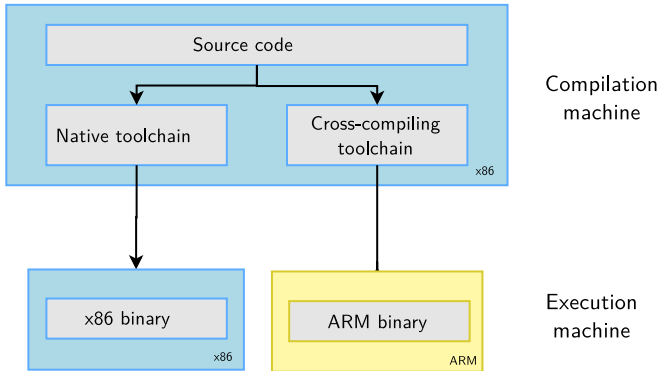 Source code
Compilation
machine
Native toolchain
Cross-compiling
toolchain
x86
x86 binary
x86
ARM binary
ARM
Execution
machine